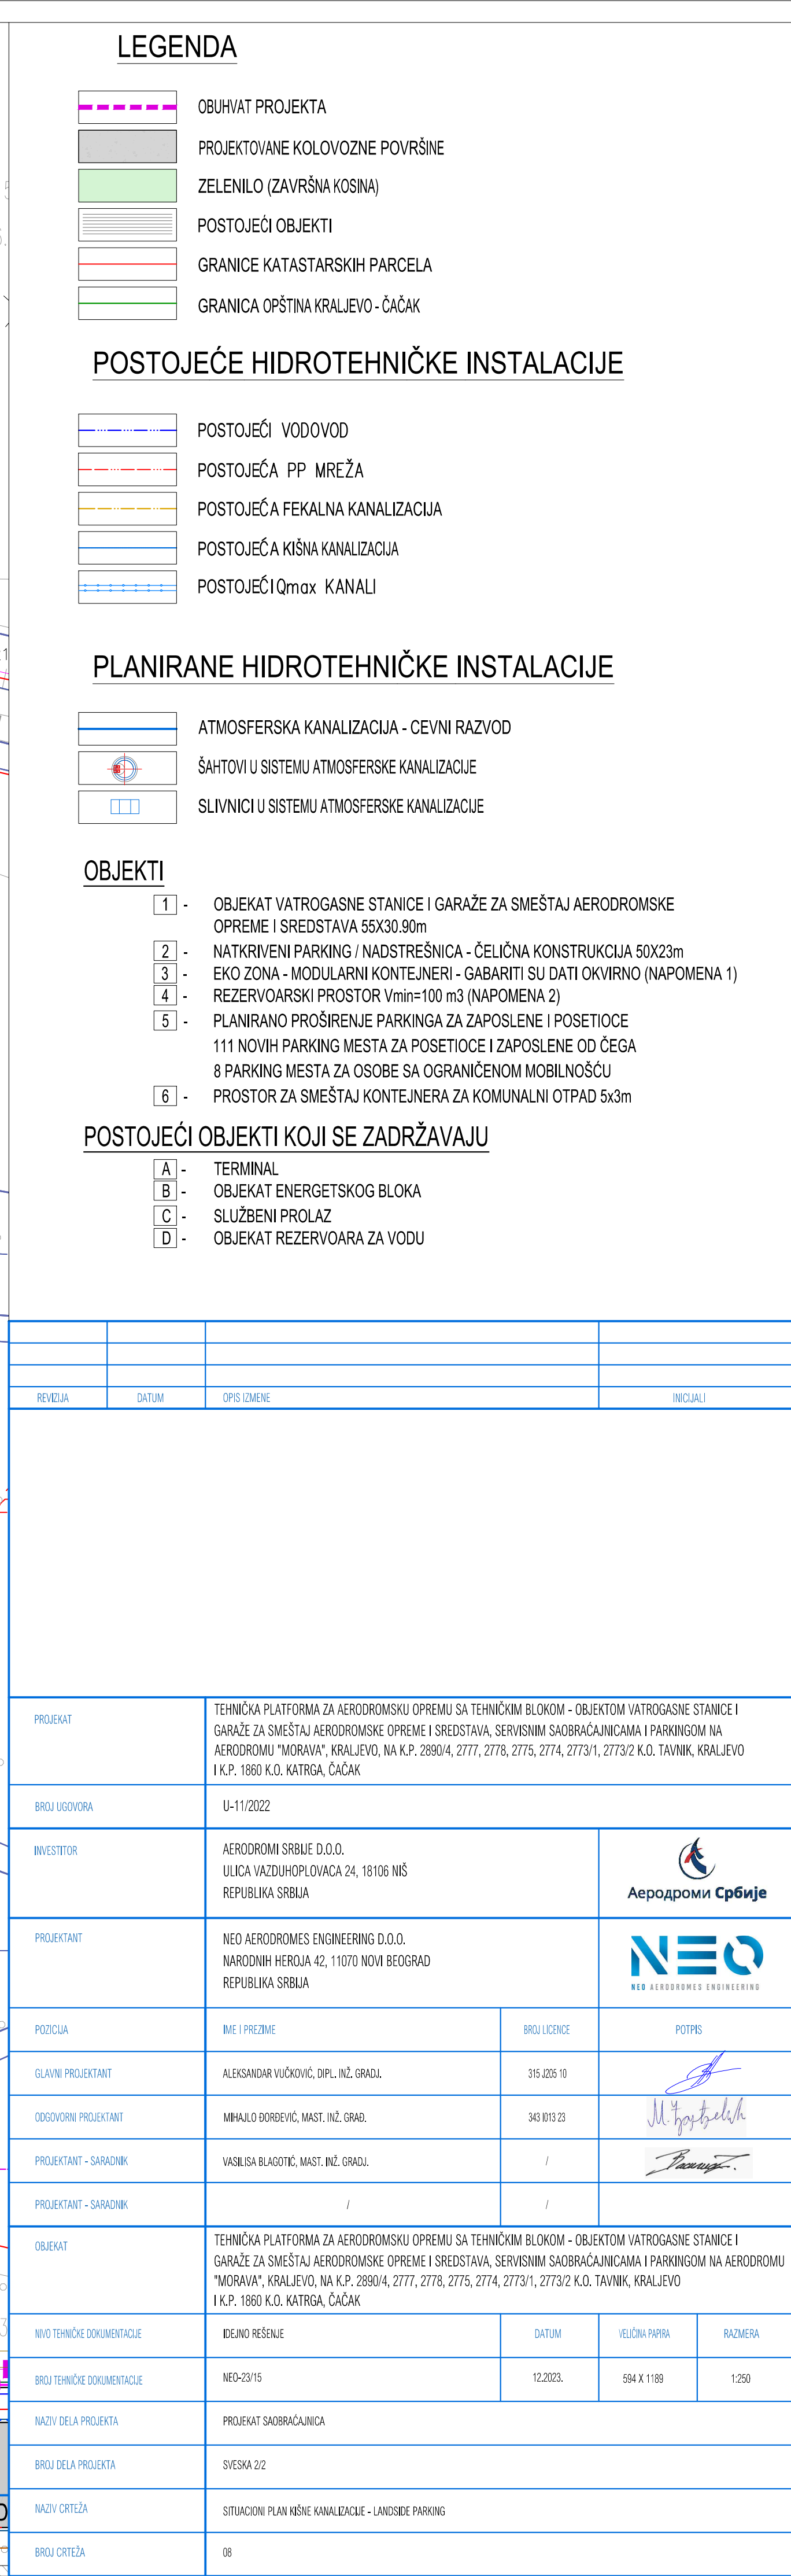 LEGENDA
OBUHVAT PROJEKTA
PROJEKTOVANE KOLOVOZNE POVRŠINE
ZELENILO (ZAVRŠNA KOSINA)
POSTOJEĆI OBJEKTI
GRANICE KATASTARSKIH PARCELA
GRANICA OPŠTINA KRALJEVO - ČAČAK
POSTOJEĆE HIDROTEHNIČKE INSTALACIJE
POSTOJEĆI VODOVOD
POSTOJEĆA PP MREŽA
POSTOJEĆA FEKALNA KANALIZACIJA
POSTOJEĆA KIŠNA KANALIZACIJA
POSTOJEĆI Qmax KANALI
PLANIRANE HIDROTEHNIČKE INSTALACIJE
ATMOSFERSKA KANALIZACIJA - CEVNI RAZVOD
ŠAHTOVI U SISTEMU ATMOSFERSKE KANALIZACIJE
SLIVNICI U SISTEMU ATMOSFERSKE KANALIZACIJE
OBJEKTI
1 - OBJEKAT VATROGASNE STANICE I GARAŽE ZA SMEŠTAJ AERODROMSKE
OPREME I SREDSTAVA 55X30.90m
2 - NATKRIVENI PARKING / NADSTREŠNICA - ČELIČNA KONSTRUKCIJA 50X23m
3 - EKO ZONA - MODULARNI KONTEJNERI - GABARITI SU DATI OKVIRNO (NAPOMENA 1)
4 - REZERVOARSKI PROSTOR Vmin=100 m3 (NAPOMENA 2)
5 - PLANIRANO PROŠIRENJE PARKINGA ZA ZAPOSLENE I POSETIOCE
111 NOVIH PARKING MESTA ZA POSETIOCE I ZAPOSLENE OD ČEGA
8 PARKING MESTA ZA OSOBE SA OGRANIČENOM MOBILNOŠĆU
6 - PROSTOR ZA SMEŠTAJ KONTEJNERA ZA KOMUNALNI OTPAD 5x3m
POSTOJEĆI OBJEKTI KOJI SE ZADRŽAVAJU
A - TERMINAL
B - OBJEKAT ENERGETSKOG BLOKA
C - SLUŽBENI PROLAZ
D - OBJEKAT REZERVOARA ZA VODU
REVIZIJA DATUM OPIS IZMENE INICIJALI
PROJEKAT
TEHNIČKA PLATFORMA ZA AERODROMSKU OPREMU SA TEHNIČKIM BLOKOM - OBJEKTOM VATROGASNE STANICE I
GARAŽE ZA SMEŠTAJ AERODROMSKE OPREME I SREDSTAVA, SERVISNIM SAOBRAĆAJNICAMA I PARKINGOM NA
AERODROMU "MORAVA", KRALJEVO, NA K.P. 2890/4, 2777, 2778, 2775, 2774, 2773/1, 2773/2 K.O. TAVNIK, KRALJEVO
I K.P. 1860 K.O. KATRGA, ČAČAK
BROJ UGOVORA U-11/2022
INVESTITOR
AERODROMI SRBIJE D.O.O.
ULICA VAZDUHOPLOVACA 24, 18106 NIŠ
REPUBLIKA SRBIJA
Аеродроми Србије
PROJEKTANT
NEO AERODROMES ENGINEERING D.O.O.
NARODNIH HEROJA 42, 11070 NOVI BEOGRAD
REPUBLIKA SRBIJA
NEO
NEO AERODROMES ENGINEERING
POZICIJA IME I PREZIME BROJ LICENCE POTPIS
GLAVNI PROJEKTANT ALEKSANDAR VUČKOVIĆ, DIPL. INŽ. GRADJ. 315 J205 10
ODGOVORNI PROJEKTANT MIHAJLO ĐORĐEVIĆ, MAST. INŽ. GRAĐ. 343 I013 23
PROJEKTANT - SARADNIK VASILISA BLAGOTIĆ, MAST. INŽ. GRADJ. /
PROJEKTANT - SARADNIK / /
OBJEKAT
TEHNIČKA PLATFORMA ZA AERODROMSKU OPREMU SA TEHNIČKIM BLOKOM - OBJEKTOM VATROGASNE STANICE I
GARAŽE ZA SMEŠTAJ AERODROMSKE OPREME I SREDSTAVA, SERVISNIM SAOBRAĆAJNICAMA I PARKINGOM NA AERODROMU
"MORAVA", KRALJEVO, NA K.P. 2890/4, 2777, 2778, 2775, 2774, 2773/1, 2773/2 K.O. TAVNIK, KRALJEVO
I K.P. 1860 K.O. KATRGA, ČAČAK
NIVO TEHNIČKE DOKUMENTACIJE IDEJNO REŠENJE DATUM VELIČINA PAPIRA RAZMERA
BROJ TEHNIČKE DOKUMENTACIJE NEO-23/15 12.2023. 594 X 1189 1:250
NAZIV DELA PROJEKTA PROJEKAT SAOBRAĆAJNICA
BROJ DELA PROJEKTA SVESKA 2/2
NAZIV CRTEŽA SITUACIONI PLAN KIŠNE KANALIZACIJE - LANDSIDE PARKING
BROJ CRTEŽA 08